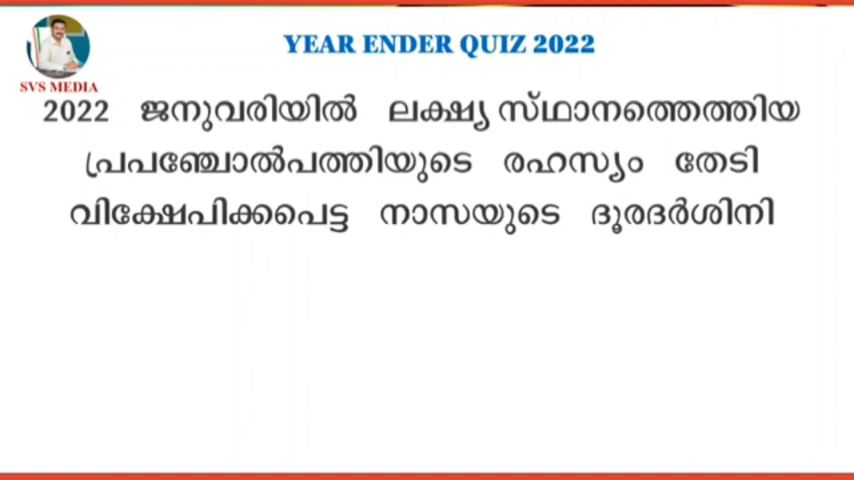 YEAR ENDER QUIZ 2022
SVS MEDIA
2022 ജനുവരിയിൽ ലക്ഷ്യ സ്ഥാനത്തെത്തിയ
പ്രപഞ്ചോൽപത്തിയുടെ രഹസ്യം തേടി
വിക്ഷേപിക്കപെട്ട നാസയുടെ ദൂരദർശിനി